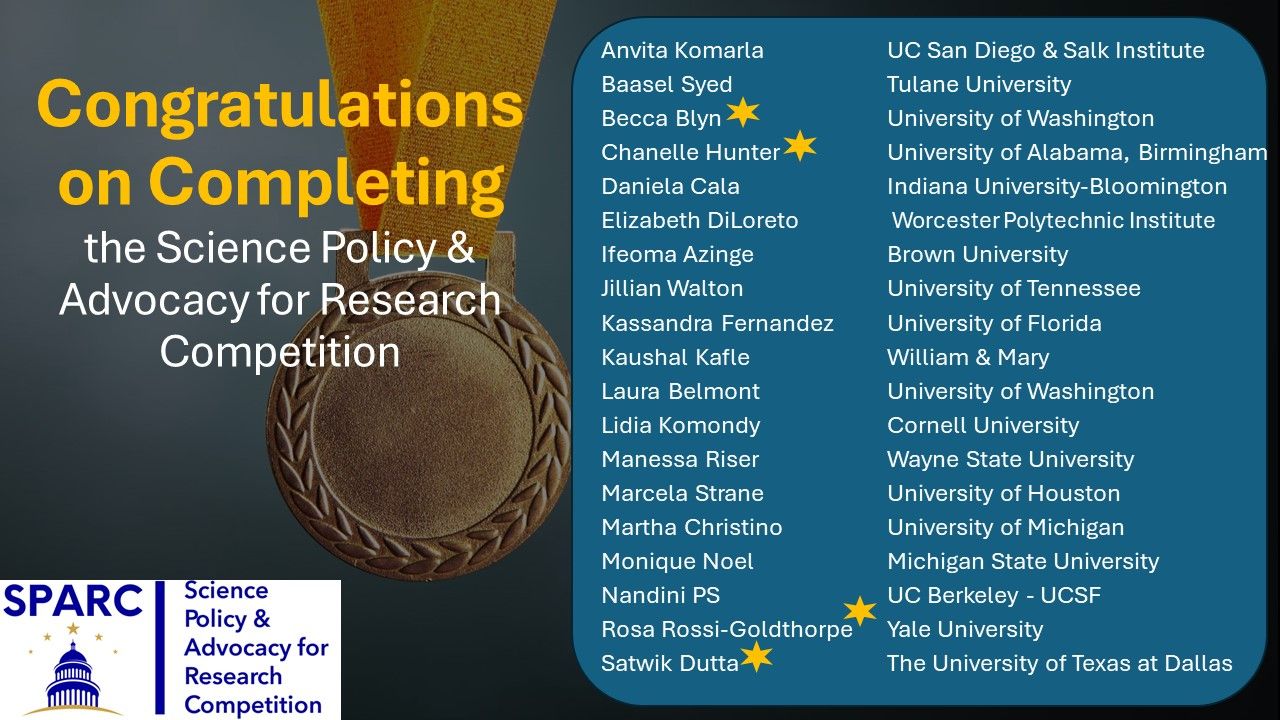 Congratulations
on Completing
the Science Policy &
Advocacy for Research
Competition
Anvita Komarla UC San Diego & Salk Institute
Baasel Syed Tulane University
Becca Blyn University of Washington
Chanelle Hunter University of Alabama, Birmingham
Daniela Cala Indiana University-Bloomington
Elizabeth DiLoreto Worcester Polytechnic Institute
Ifeoma Azinge Brown University
Jillian Walton University of Tennessee
Kassandra Fernandez University of Florida
Kaushal Kafle William & Mary
Laura Belmont University of Washington
Lidia Komondy Cornell University
Manessa Riser Wayne State University
Marcela Strane University of Houston
Martha Christino University of Michigan
Monique Noel Michigan State University
Nandini PS UC Berkeley - UCSF
Rosa Rossi-Goldthorpe Yale University
Satwik Dutta The University of Texas at Dallas
SPARC
Science
Policy &
Advocacy for
Research
Competition